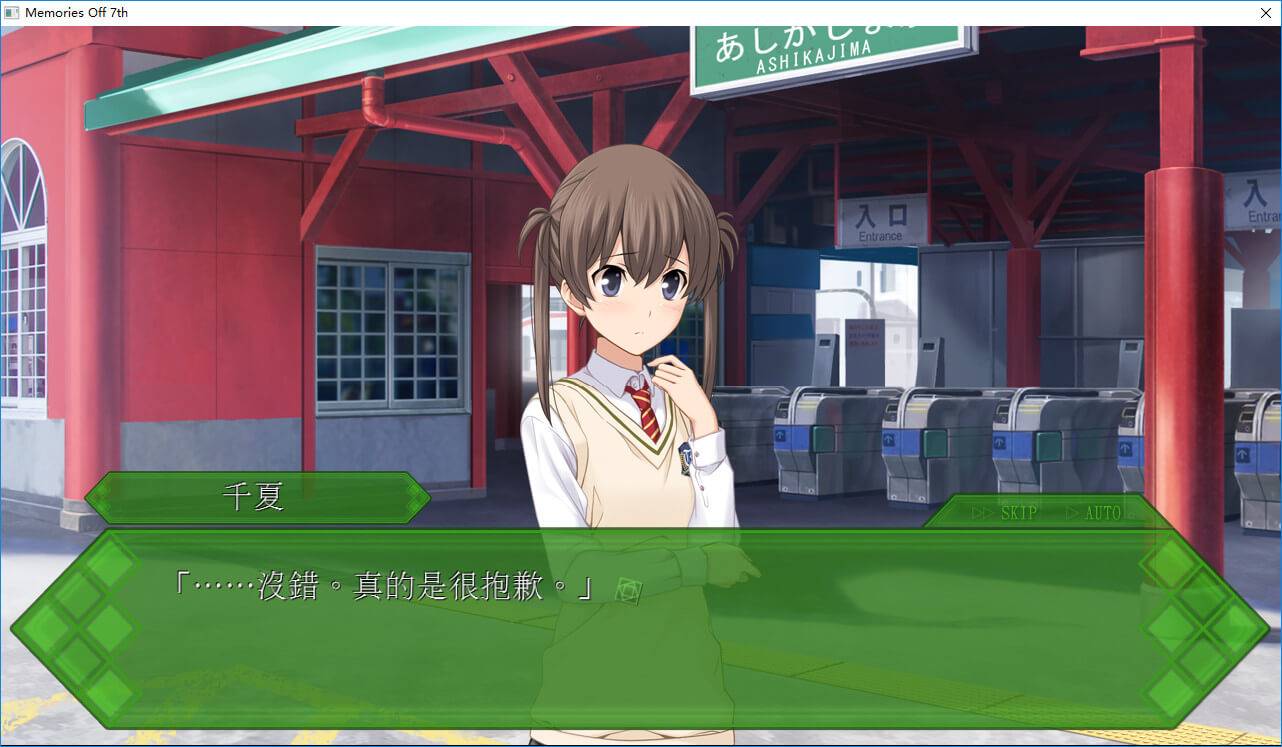 Memories Off 7th
あしかじま
ASHIKAJIMA
入口
Entrance
入
Entra
千夏
SKIP
AUTO
「⋯⋯沒錯。真的是很抱歉。」